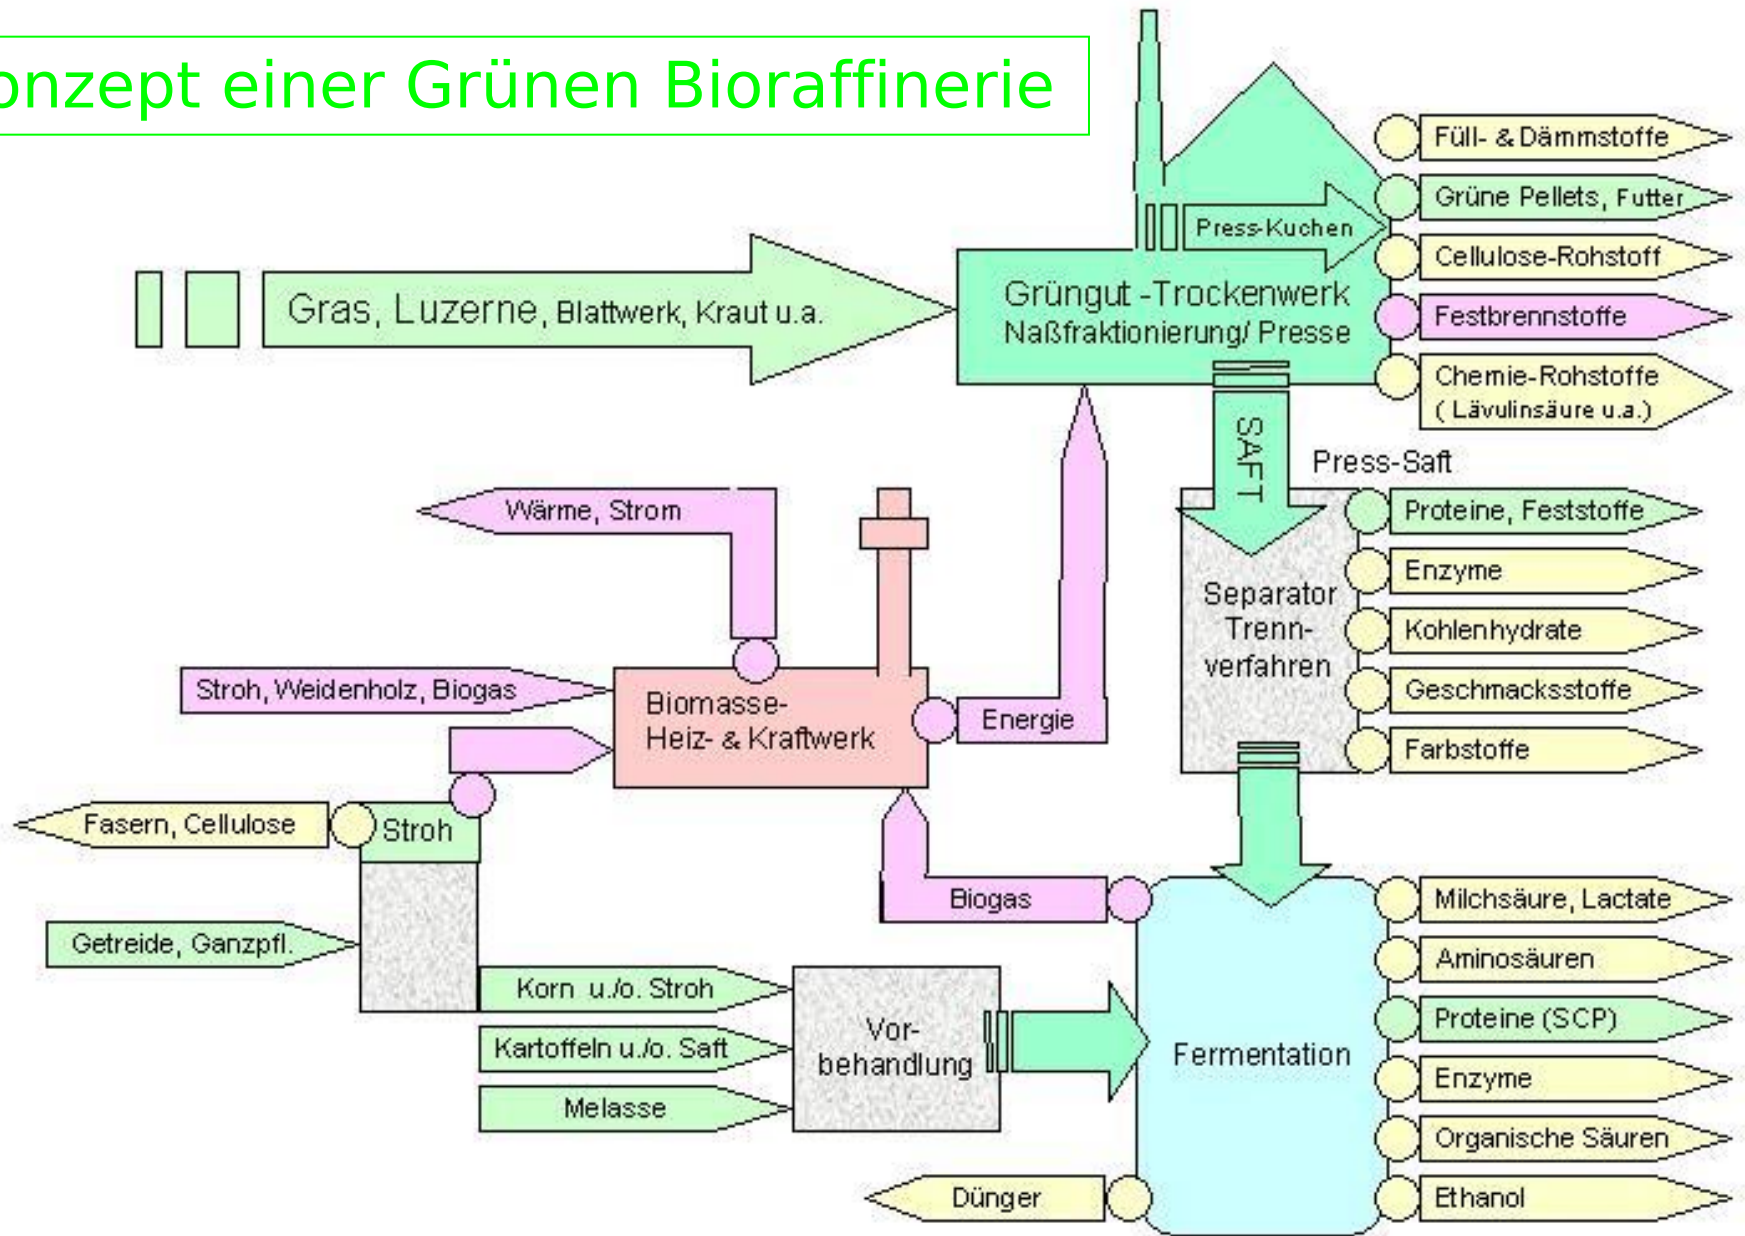 onzept einer Grünen Bioraffinerie
Füll- & Dämmstoffe
Grüne Pellets, Futter
Press-Kuchen
Cellulose-Rohstoff
Gras, Luzerne, Blattwerk, Kraut u.a.
Grüngut -Trockenwerk
Naßfraktionierung/ Presse
Festbrennstoffe
Chemie-Rohstoffe
( Lävulinsäure u.a.)
SAFT
Press-Saft
Wärme, Strom
Proteine, Feststoffe
Enzyme
Separator
Trenn-
verfahren
Kohlenhydrate
Geschmacksstoffe
Farbstoffe
Stroh, Weidenholz, Biogas
Biomasse-
Heiz- & Kraftwerk
Energie
Fasern, Cellulose
Stroh
Biogas
Milchsäure, Lactate
Getreide, Ganzpfl.
Aminosäuren
Korn u./o. Stroh
Kartoffeln u./o. Saft
Melasse
Vor-
behandlung
Fermentation
Proteine (SCP)
Enzyme
Organische Säuren
Dünger
Ethanol